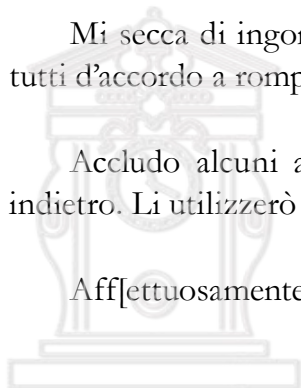 Mi secca di ingor
tutti d'accordo a romp
Accludo alcuni a
indietro. Li utilizzerò
Aff[ettuosamente